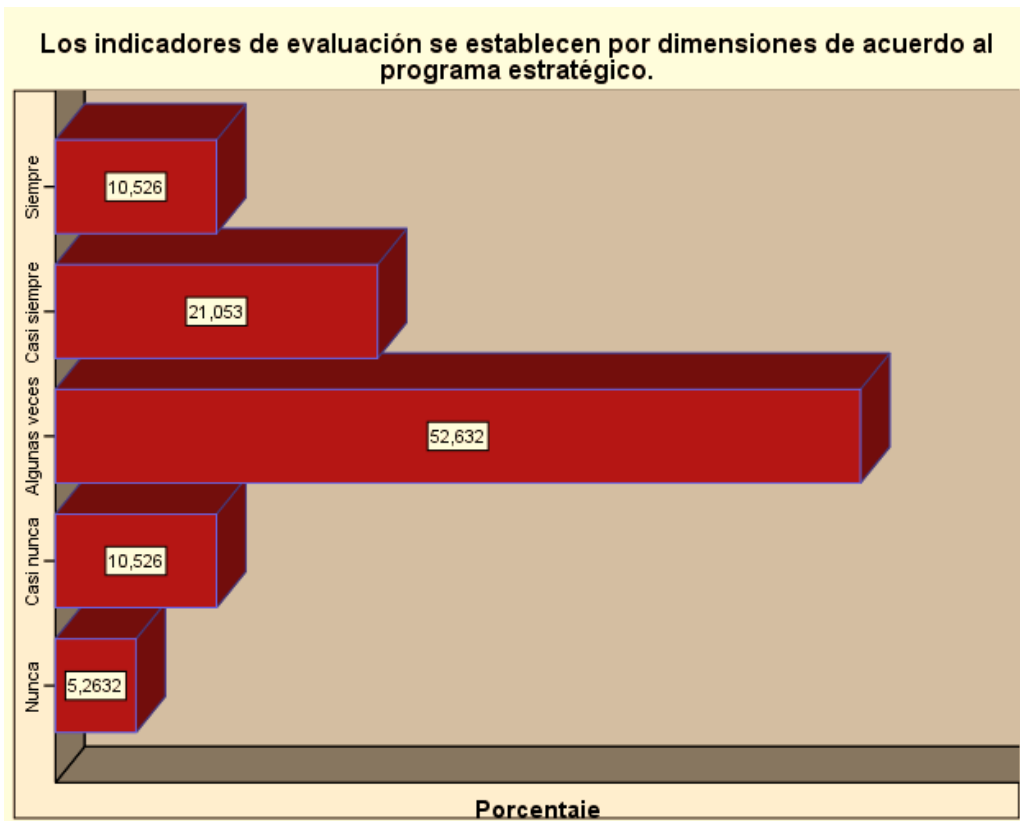 Los indicadores de evaluación se establecen por dimensiones de acuerdo al
programa estratégico.
Siempre
10,526
Casi siempre
21,053
Algunas veces
52,632
Casi nunca
10,526
Nunca
5,2632
Porcentaje